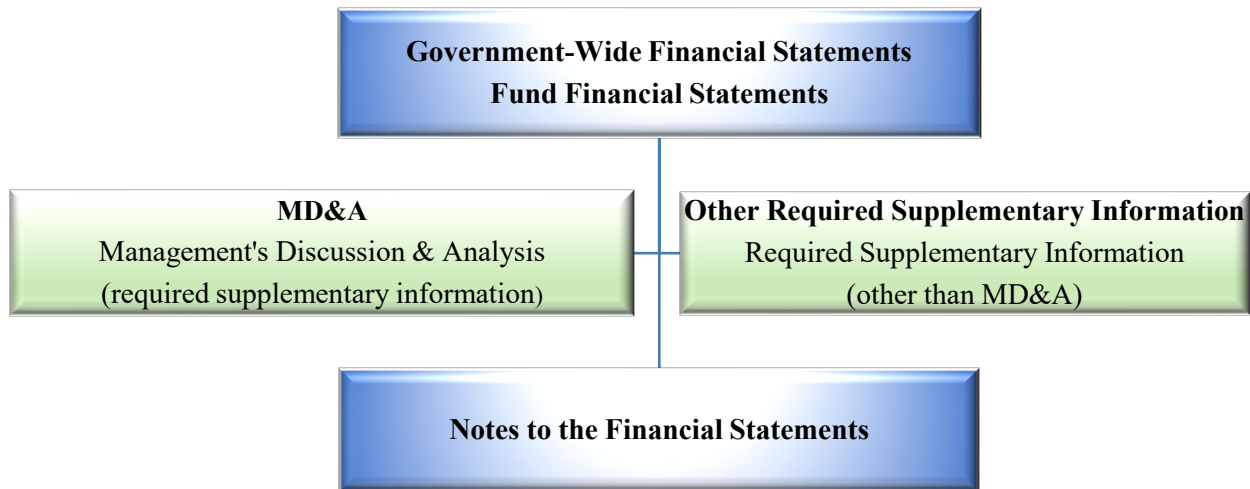 Government-Wide Financial Statements
Fund Financial Statements
MD&A
Management's Discussion & Analysis
(required supplementary information)
Other Required Supplementary Information
Required Supplementary Information
(other than MD&A)
Notes to the Financial Statements